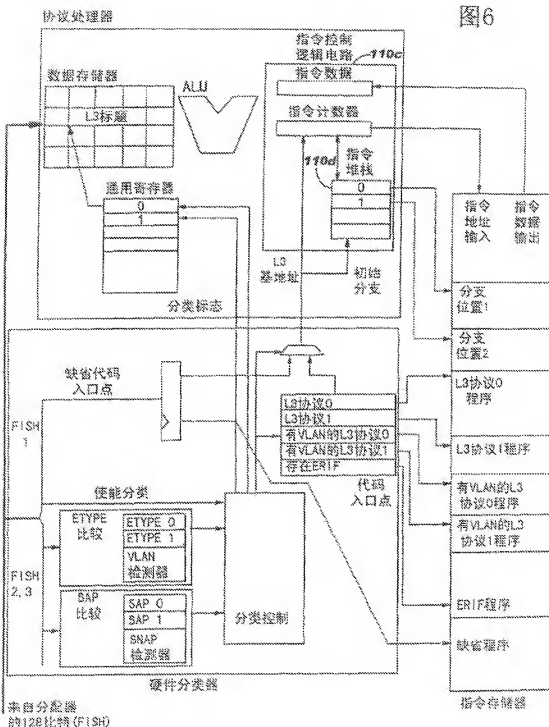 图6
协议处理器
指令控制
逻辑电路
110c
数据存储器
L3标题
ALU
指令数据
指令计数器
110d
指令
堆栈
0
1
通用寄存器
0
1
L3
基地址
初始
分支
分类标志
指令
地址
输入
指令
数据
输出
分支
位置1
分支
位置2
L3协议0
程序
L3协议1程序
有VLAN的L3
协议0程序
有VLAN的L3
协议1程序
ERIF程序
缺省程序
指令存储器
缺省代码
入口点
FISH
1
L3协议0
L3协议1
有VLAN的L3协议0
有VLAN的L3协议1
存在ERIF
代码
入口点
使能分类
ETYPE
比较
ETYPE 0
ETYPE 1
VLAN
检测器
FISH
2,3
SAP
比较
SAP 0
SAP 1
SNAP
检测器
分类控制
硬件分类器
来自分配器
的128比特(FISH)